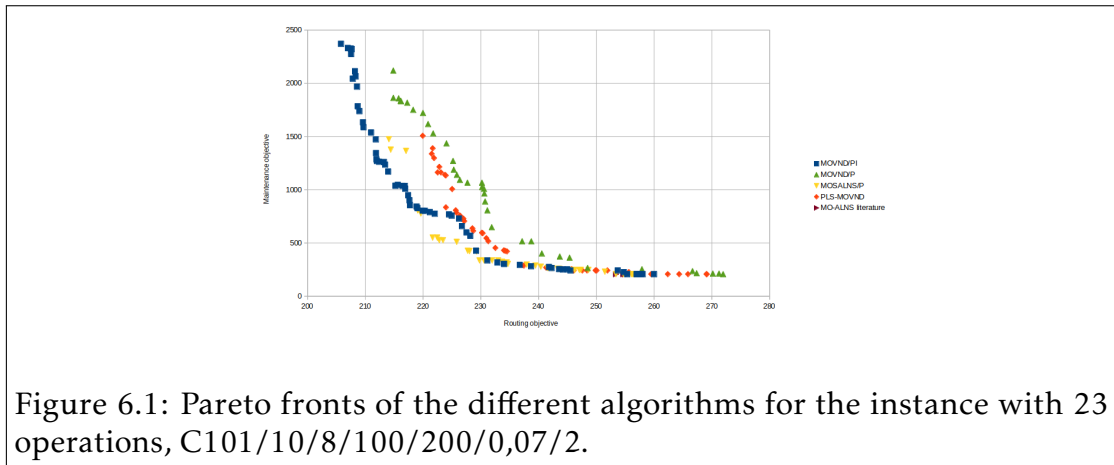 2500
2000
1500
1000
500
0
200 210 220 230 240 250 260 270 280
Maintenance objective
Routing objective
MOVND/PI
MOVND/P
MOSALNS/P
PLS-MOVND
MO-ALNS literature
Figure 6.1: Pareto fronts of the different algorithms for the instance with 23
operations, C101/10/8/100/200/0,07/2.